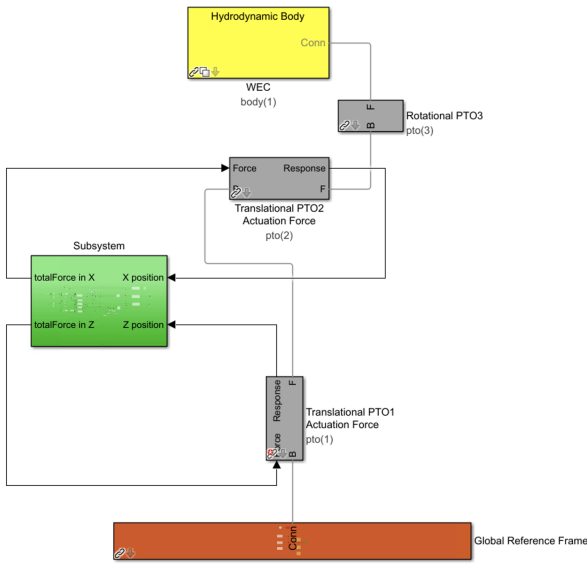 Hydrodynamic Body
Conn
WEC
body(1)
F
B
Rotational PTO3
pto(3)
Force Response
B F
Translational PTO2
Actuation Force
pto(2)
Subsystem
totalForce in X X position
totalForce in Z Z position
Response F
Force B
Translational PTO1
Actuation Force
pto(1)
Conn
Global Reference Frame